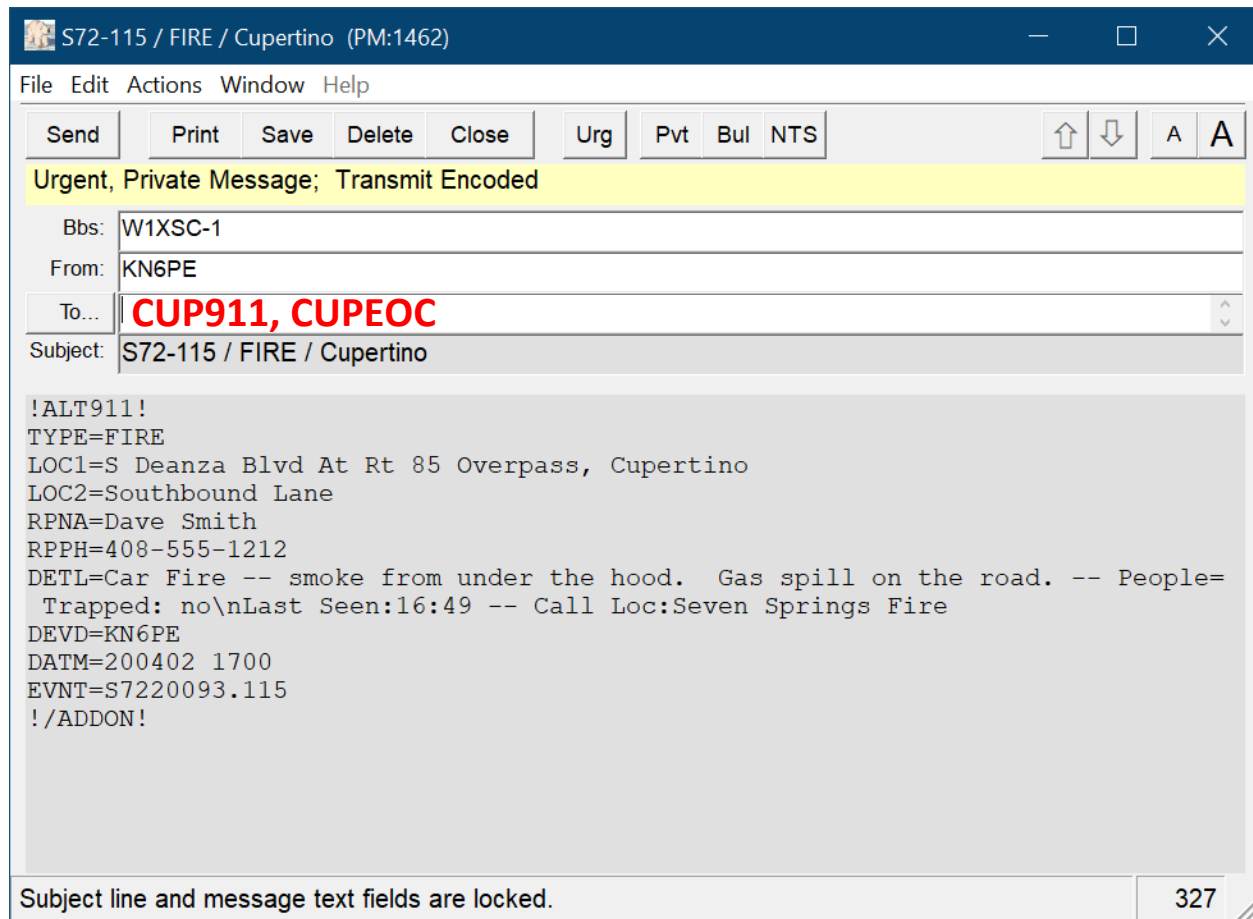 S72-115 / FIRE / Cupertino (PM:1462)
File Edit Actions Window Help
Send Print Save Delete Close Urg Pvt Bul NTS A A
Urgent, Private Message; Transmit Encoded
Bbs: W1XSC-1
From: KN6PE
To... CUP911, CUPEOC
Subject: S72-115 / FIRE / Cupertino
!ALT911!
TYPE=FIRE
LOC1=S Deanza Blvd At Rt 85 Overpass, Cupertino
LOC2=Southbound Lane
RPNA=Dave Smith
RPPH=408-555-1212
DETL=Car Fire -- smoke from under the hood.  Gas spill on the road. -- People=
 Trapped: no\nLast Seen:16:49 -- Call Loc:Seven Springs Fire
DEVD=KN6PE
DATM=200402 1700
EVNT=S7220093.115
!/ADDON!
Subject line and message text fields are locked. 327